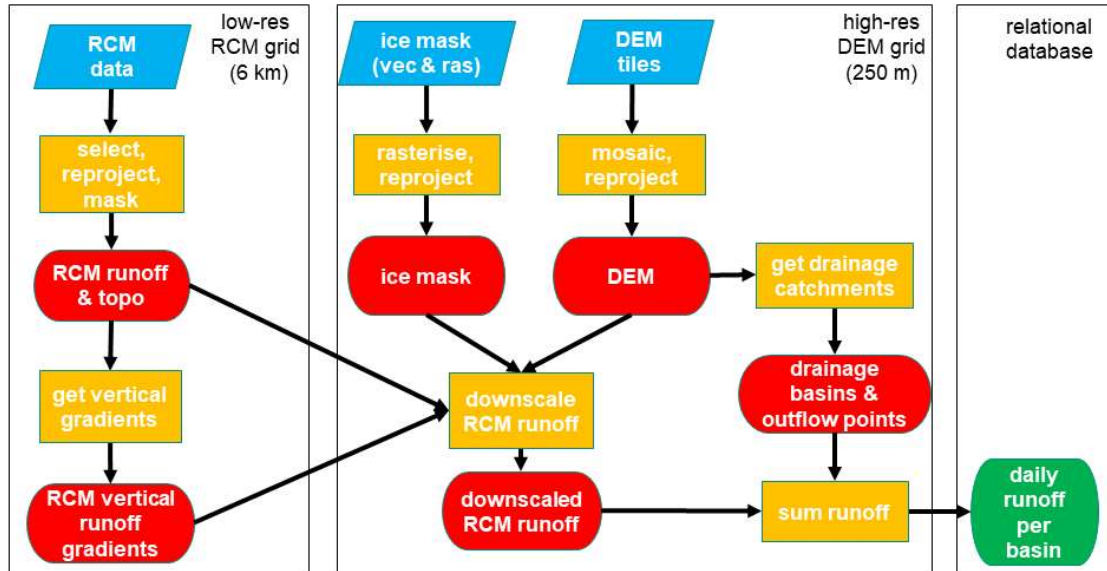 low-res
RCM grid
(6 km)
RCM
data
select,
reproject,
mask
RCM runoff
& topo
get vertical
gradients
RCM vertical
runoff
gradients
high-res
DEM grid
(250 m)
ice mask
(vec & ras)
DEM
tiles
rasterise,
reproject
mosaic,
reproject
ice mask
DEM
get drainage
catchments
downscale
RCM runoff
drainage
basins &
outflow points
downscaled
RCM runoff
sum runoff
relational
database
daily
runoff
per
basin